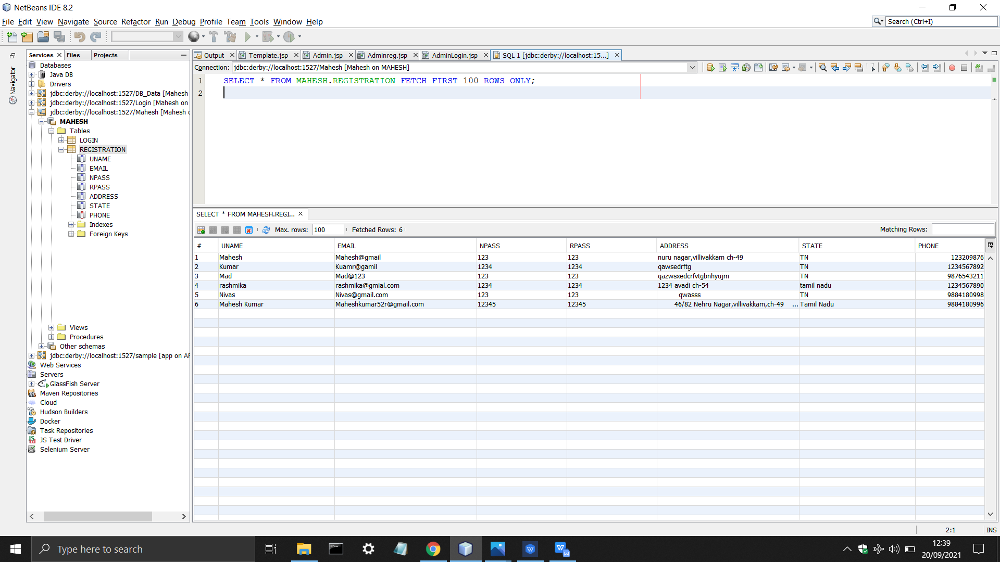 NetBeans IDE 8.2
File Edit View Navigate Source Refactor Run Debug Profile Team Tools Window Help
Search (Ctrl+I)
Services Files Projects
Output Template.jsp Admin.jsp Adminreg.jsp AdminLogin.jsp SQL 1 [jdbc:derby://localhost:15...]
Navigator
Connection: jdbc:derby://localhost:1527/Mahesh [Mahesh on MAHESH]
1 SELECT * FROM MAHESH.REGISTRATION FETCH FIRST 100 ROWS ONLY;
2
Databases
Java DB
Drivers
jdbc:derby://localhost:1527/DB_Data [Mahesh
jdbc:derby://localhost:1527/Login [Mahesh on
jdbc:derby://localhost:1527/Mahesh [Mahesh o
MAHESH
Tables
LOGIN
REGISTRATION
UNAME
EMAIL
NPASS
RPASS
ADDRESS
STATE
PHONE
Indexes
Foreign Keys
Views
Procedures
Other schemas
jdbc:derby://localhost:1527/sample [app on AP
Web Services
Servers
GlassFish Server
Maven Repositories
Cloud
Hudson Builders
Docker
Task Repositories
JS Test Driver
Selenium Server
SELECT * FROM MAHESH.REGI...
Max. rows: 100 Fetched Rows: 6 Matching Rows:
# UNAME EMAIL NPASS RPASS ADDRESS STATE PHONE
1 Mahesh Mahesh@gmail 123 123 nuru nagar,villivakkam ch-49 TN 123209876
2 Kumar Kuamr@gamil 1234 1234 qawsedrftg TN 1234567892
3 Mad Mad@123 123 123 qazwsxedcrfvtgbnhyujm TN 9876543211
4 rashmika rashmika@gmial.com 1234 1234 1234 avadi ch-54 tamil nadu 1234567890
5 Nivas Nivas@gmail.com 123 123 qwasss TN 9884180998
6 Mahesh Kumar Maheshkumar52r@gmail.com 12345 12345 46/82 Nehru Nagar,villivakkam,ch-49 ... Tamil Nadu 9884180996
2:1 INS
Type here to search
12:39
20/09/2021